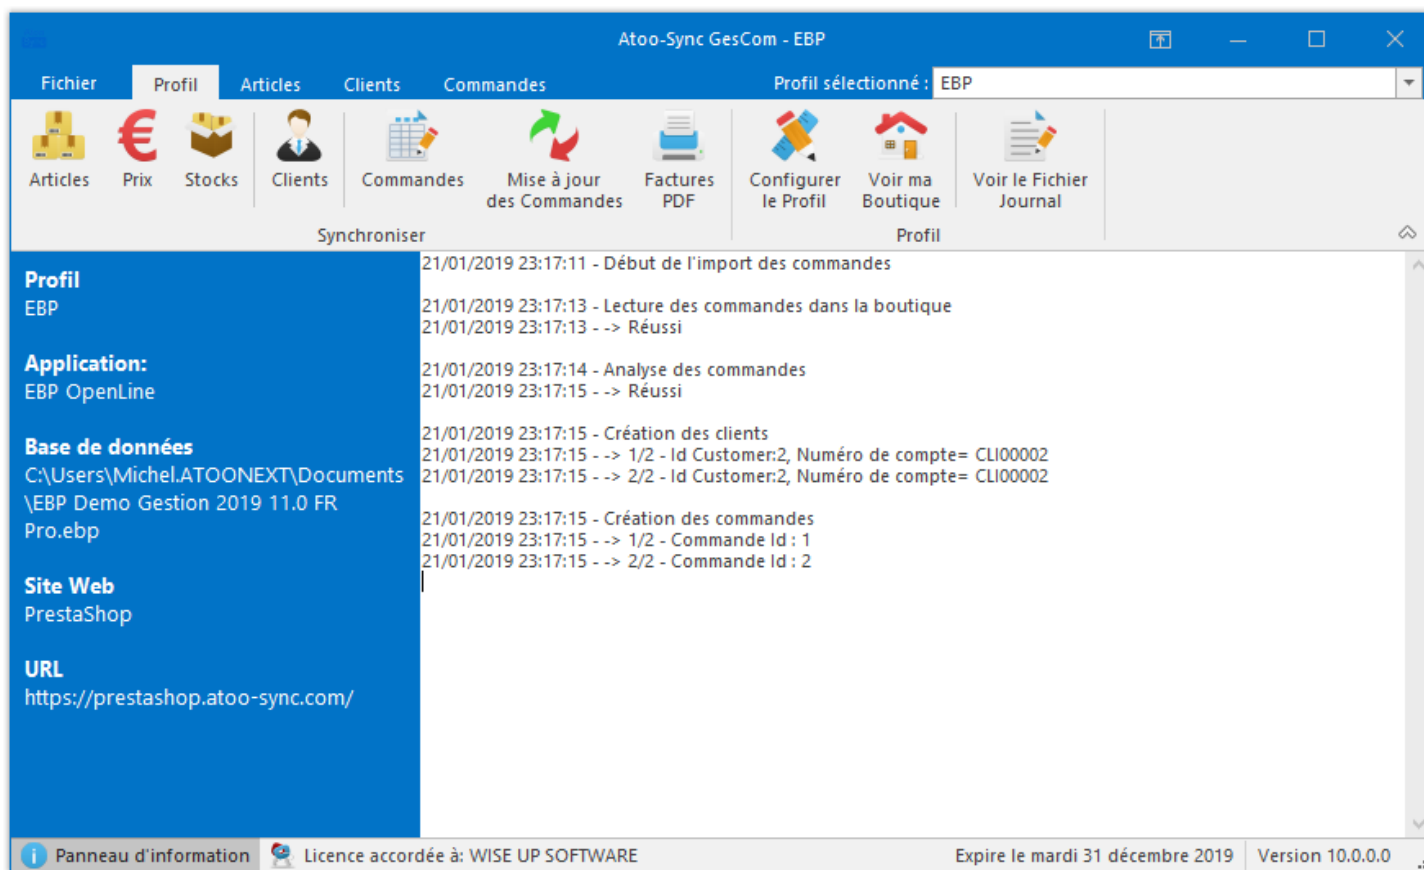 Atoo-Sync GesCom - EBP
Fichier Profil Articles Clients Commandes Profil sélectionné : EBP
Articles Prix Stocks Clients Commandes Mise à jour des Commandes Factures PDF Configurer le Profil Voir ma Boutique Voir le Fichier Journal
Synchroniser Profil
Profil
EBP
Application:
EBP OpenLine
Base de données
C:\Users\Michel.ATOONEXT\Documents
\EBP Demo Gestion 2019 11.0 FR
Pro.ebp
Site Web
PrestaShop
URL
https://prestashop.atoo-sync.com/
21/01/2019 23:17:11 - Début de l'import des commandes
21/01/2019 23:17:13 - Lecture des commandes dans la boutique
21/01/2019 23:17:13 - -> Réussi
21/01/2019 23:17:14 - Analyse des commandes
21/01/2019 23:17:15 - -> Réussi
21/01/2019 23:17:15 - Création des clients
21/01/2019 23:17:15 - -> 1/2 - Id Customer:2, Numéro de compte= CLI00002
21/01/2019 23:17:15 - -> 2/2 - Id Customer:2, Numéro de compte= CLI00002
21/01/2019 23:17:15 - Création des commandes
21/01/2019 23:17:15 - -> 1/2 - Commande Id : 1
21/01/2019 23:17:15 - -> 2/2 - Commande Id : 2
Panneau d'information Licence accordée à: WISE UP SOFTWARE Expire le mardi 31 décembre 2019 Version 10.0.0.0